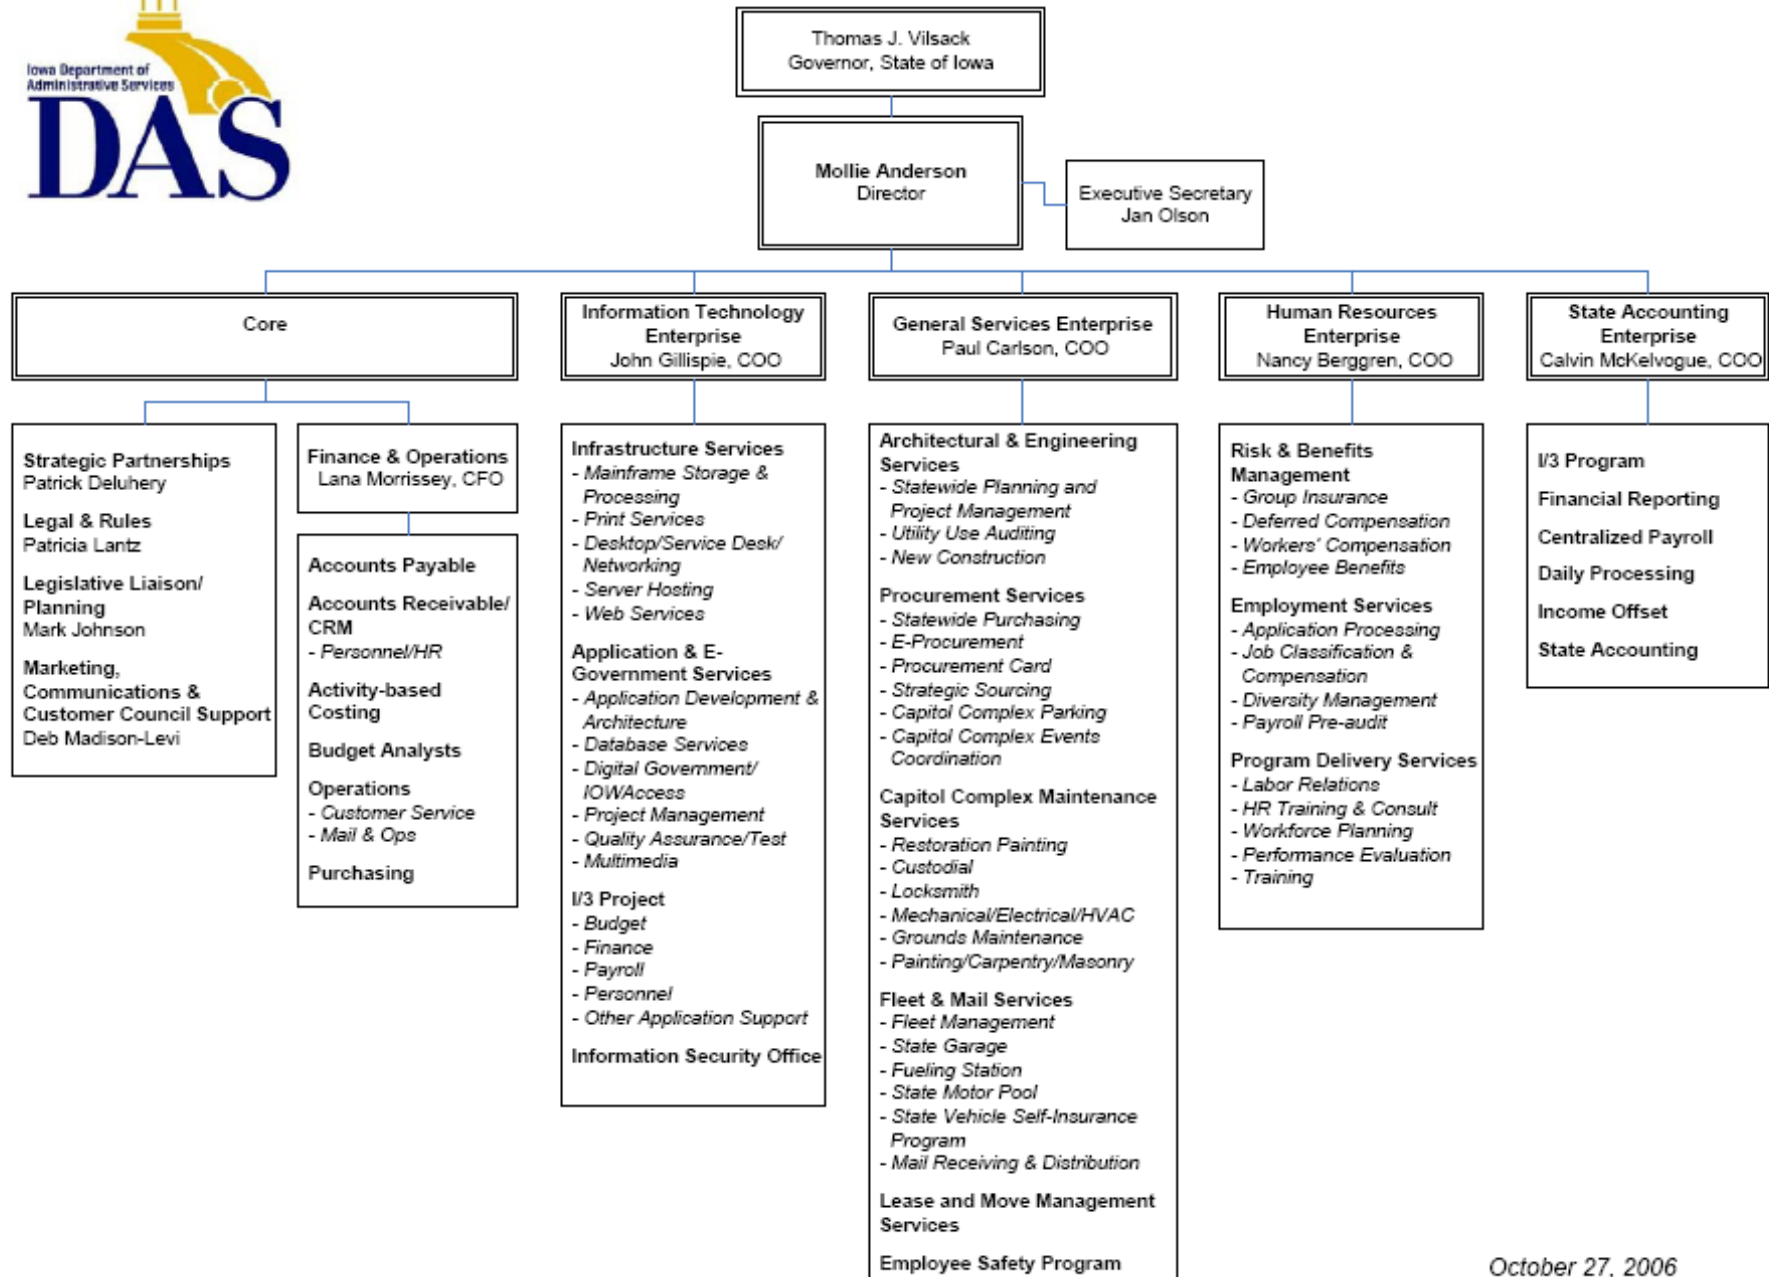 Iowa Department of
Administrative Services
DAS
Thomas J. Vilsack
Governor, State of Iowa
Mollie Anderson
Director
Executive Secretary
Jan Olson
Core
Information Technology
Enterprise
John Gillispie, COO
General Services Enterprise
Paul Carlson, COO
Human Resources
Enterprise
Nancy Berggren, COO
State Accounting
Enterprise
Calvin McKelvogue, COO
Strategic Partnerships
Patrick Deluhery
Legal & Rules
Patricia Lantz
Legislative Liaison/
Planning
Mark Johnson
Marketing,
Communications &
Customer Council Support
Deb Madison-Levi
Finance & Operations
Lana Morrissey, CFO
Accounts Payable
Accounts Receivable/
CRM
- Personnel/HR
Activity-based
Costing
Budget Analysts
Operations
- Customer Service
- Mail & Ops
Purchasing
Infrastructure Services
- Mainframe Storage &
Processing
- Print Services
- Desktop/Service Desk/
Networking
- Server Hosting
- Web Services
Application & E-
Government Services
- Application Development &
Architecture
- Database Services
- Digital Government/
IOWAccess
- Project Management
- Quality Assurance/Test
- Multimedia
I/3 Project
- Budget
- Finance
- Payroll
- Personnel
- Other Application Support
Information Security Office
Architectural & Engineering
Services
- Statewide Planning and
Project Management
- Utility Use Auditing
- New Construction
Procurement Services
- Statewide Purchasing
- E-Procurement
- Procurement Card
- Strategic Sourcing
- Capitol Complex Parking
- Capitol Complex Events
Coordination
Capitol Complex Maintenance
Services
- Restoration Painting
- Custodial
- Locksmith
- Mechanical/Electrical/HVAC
- Grounds Maintenance
- Painting/Carpentry/Masonry
Fleet & Mail Services
- Fleet Management
- State Garage
- Fueling Station
- State Motor Pool
- State Vehicle Self-Insurance
Program
- Mail Receiving & Distribution
Lease and Move Management
Services
Employee Safety Program
Risk & Benefits
Management
- Group Insurance
- Deferred Compensation
- Workers' Compensation
- Employee Benefits
Employment Services
- Application Processing
- Job Classification &
Compensation
- Diversity Management
- Payroll Pre-audit
Program Delivery Services
- Labor Relations
- HR Training & Consult
- Workforce Planning
- Performance Evaluation
- Training
I/3 Program
Financial Reporting
Centralized Payroll
Daily Processing
Income Offset
State Accounting
October 27, 2006